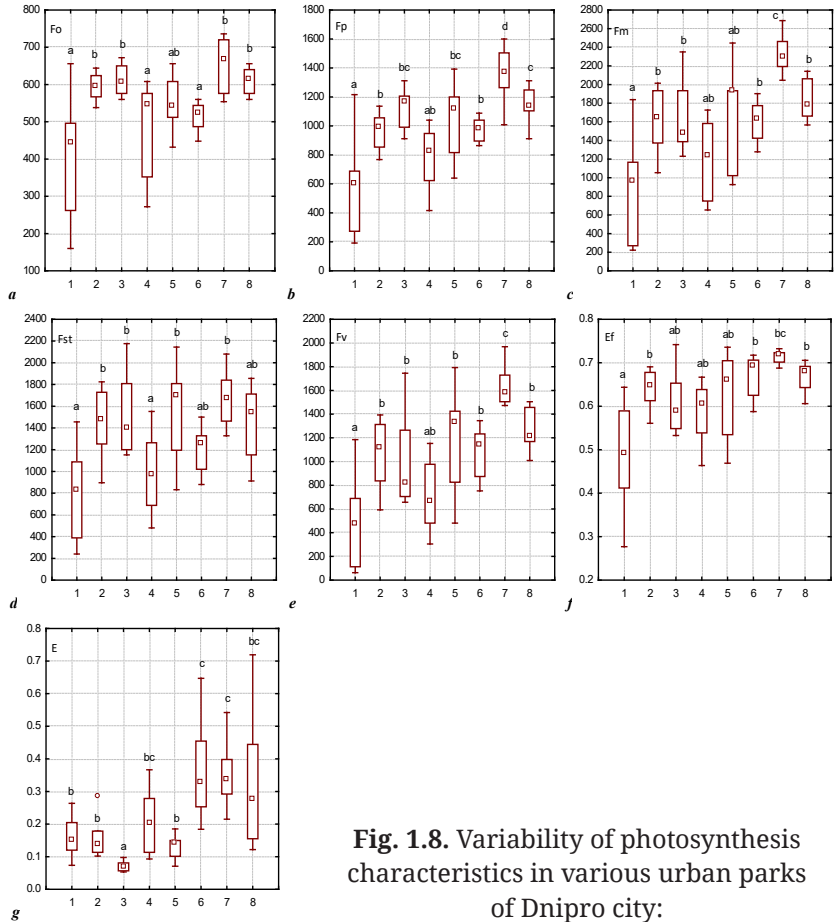 Fo
800
700
600
500
400
300
200
100
a b b a ab a b b
1 2 3 4 5 6 7 8
a
Fp
1800
1600
1400
1200
1000
800
600
400
200
0
a b bc ab bc b d c
1 2 3 4 5 6 7 8
b
Fm
2800
2600
2400
2200
2000
1800
1600
1400
1200
1000
800
600
400
200
0
a b b ab ab b c b
1 2 3 4 5 6 7 8
c
Fst
2400
2200
2000
1800
1600
1400
1200
1000
800
600
400
200
0
a b b a b ab b ab
1 2 3 4 5 6 7 8
d
Fv
2200
2000
1800
1600
1400
1200
1000
800
600
400
200
0
a b b ab b b c b
1 2 3 4 5 6 7 8
e
Ef
0.8
0.7
0.6
0.5
0.4
0.3
0.2
a b ab ab ab b bc b
1 2 3 4 5 6 7 8
f
E
0.8
0.7
0.6
0.5
0.4
0.3
0.2
0.1
0.0
b b a bc b c c bc
1 2 3 4 5 6 7 8
g
Fig. 1.8. Variability of photosynthesis
characteristics in various urban parks
of Dnipro city: